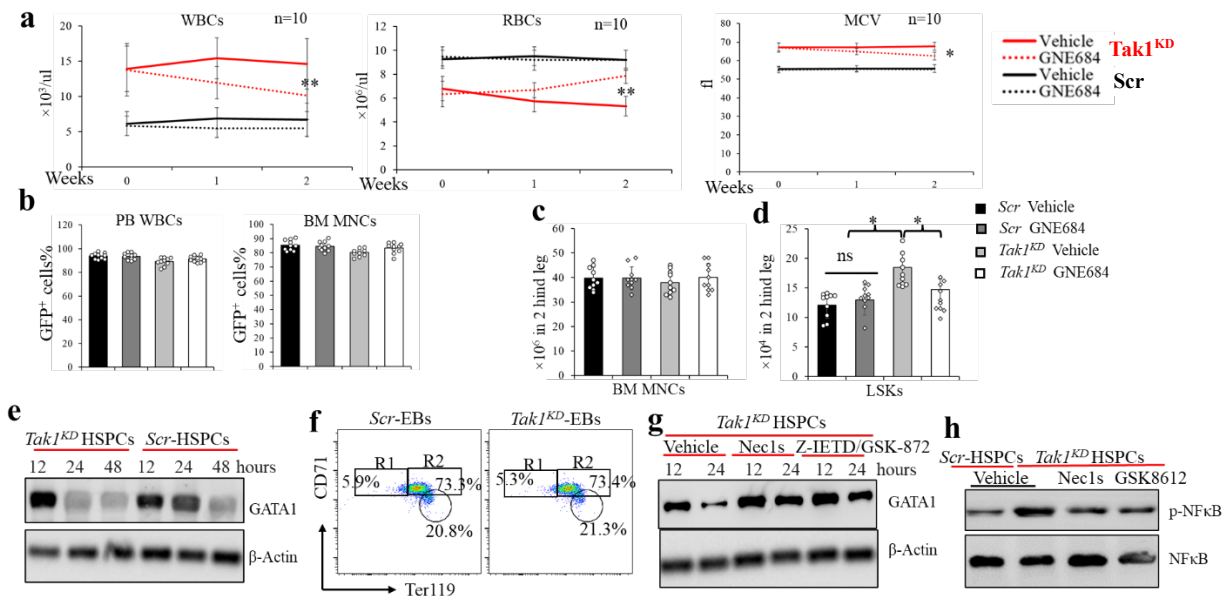 a
WBCs
n=10
×10³/ul
20
15
10
5
0
**
Weeks
0
1
2
RBCs
n=10
×10⁶/ul
12
10
8
6
4
2
0
**
Weeks
0
1
2
MCV
n=10
fl
80
70
60
50
40
30
20
10
0
*
Weeks
0
1
2
Vehicle
GNE684
Tak1ᴷᴰ
Vehicle
GNE684
Scr
b
PB WBCs
GFP⁺ cells%
120
100
80
60
40
20
0
BM MNCs
GFP⁺ cells%
100
90
80
70
60
50
40
30
20
10
0
c
×10⁶ in 2 hind leg
60
50
40
30
20
10
0
BM MNCs
d
×10⁴ in 2 hind leg
25
20
15
10
5
0
ns
*
*
LSKs
Scr Vehicle
Scr GNE684
Tak1ᴷᴰ Vehicle
Tak1ᴷᴰ GNE684
e
Tak1ᴷᴰ HSPCs Scr-HSPCs
12 24 48 12 24 48 hours
GATA1
β-Actin
f
Scr-EBs
Tak1ᴷᴰ-EBs
CD71
R1
R2
5.9%
73.3%
20.8%
R1
R2
5.3%
73.4%
21.3%
Ter119
g
Tak1ᴷᴰ HSPCs
Vehicle Nec1s Z-IETD/GSK-872
12 24 12 24 12 24 hours
GATA1
β-Actin
h
Scr-HSPCs Tak1ᴷᴰ HSPCs
Vehicle Nec1s GSK8612
p-NFκB
NFκB